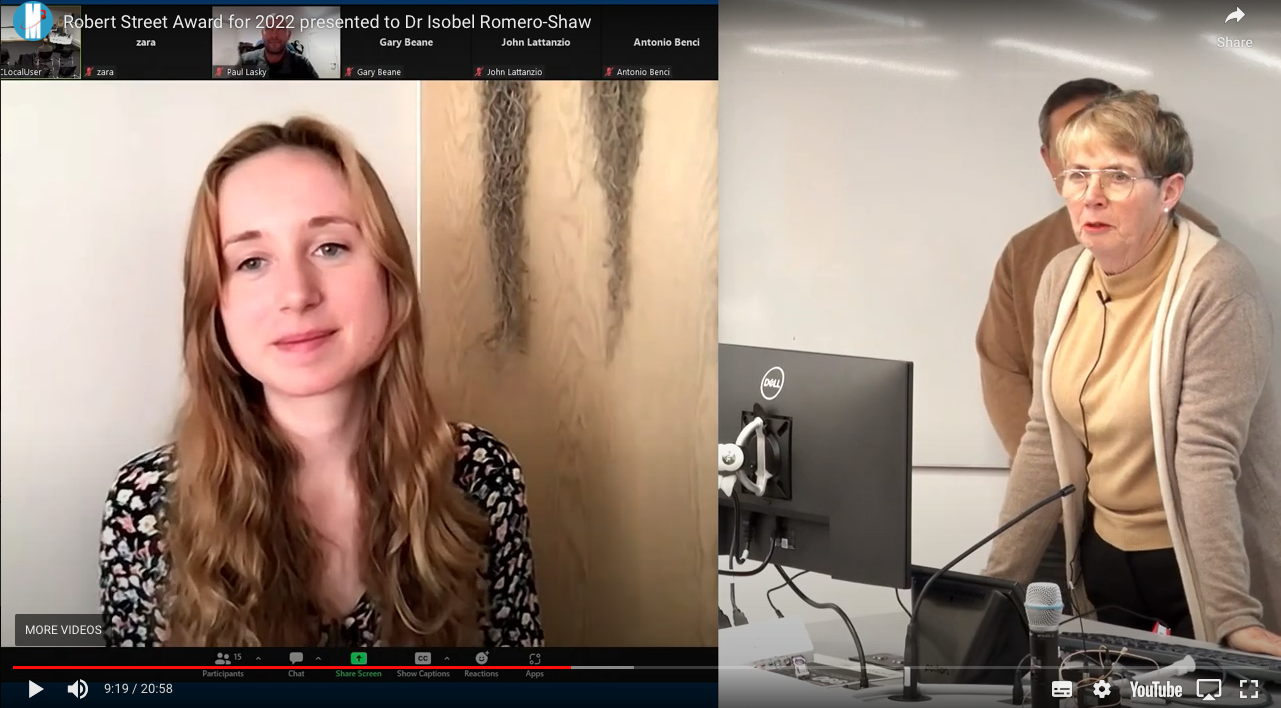 Robert Street Award for 2022 presented to Dr Isobel Romero-Shaw
Share
zara
Gary Beane
John Lattanzio
Antonio Benci
LocalUser
zara
Paul Lasky
Gary Beane
John Lattanzio
Antonio Benci
DELL
MORE VIDEOS
15
CC
Participants
Chat
Share Screen
Show Captions
Reactions
Apps
9:19 / 20:58
YouTube